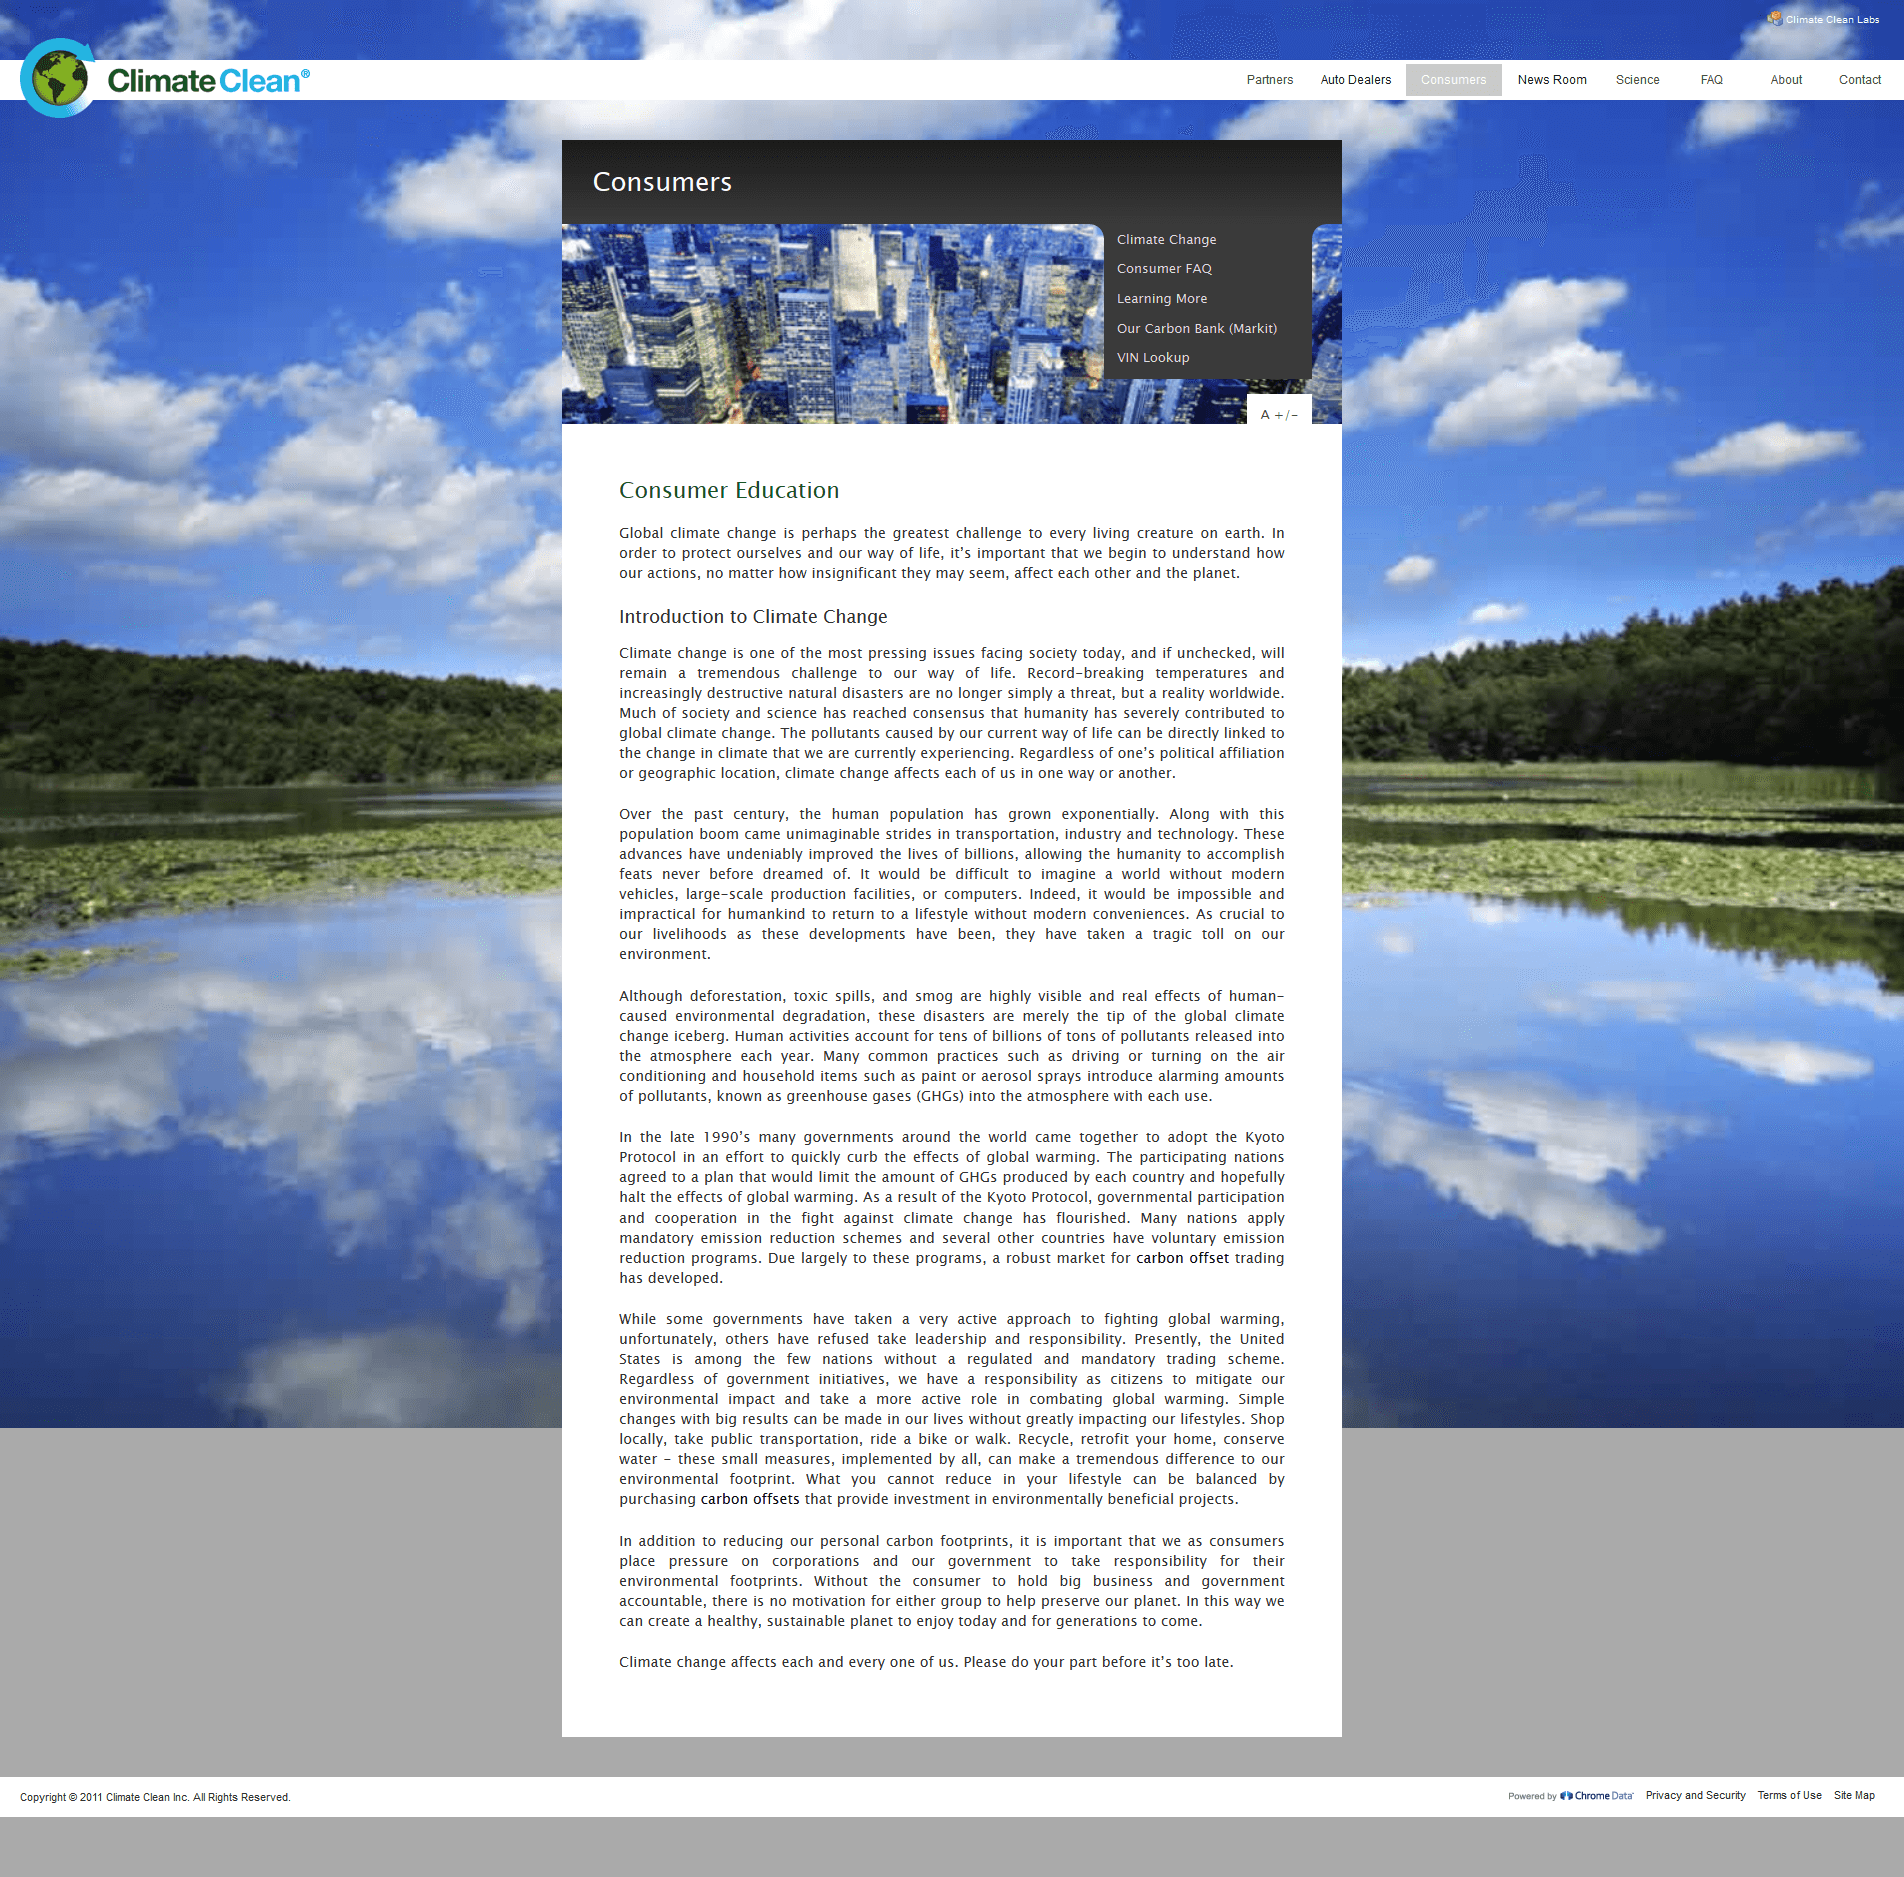 Climate Clean Labs
ClimateClean®
Partners
Auto Dealers
Consumers
News Room
Science
FAQ
About
Contact
Consumers
Climate Change
Consumer FAQ
Learning More
Our Carbon Bank (Markit)
VIN Lookup
A +/-
Consumer Education
Global climate change is perhaps the greatest challenge to every living creature on earth. In
order to protect ourselves and our way of life, it's important that we begin to understand how
our actions, no matter how insignificant they may seem, affect each other and the planet.
Introduction to Climate Change
Climate change is one of the most pressing issues facing society today, and if unchecked, will
remain a tremendous challenge to our way of life. Record-breaking temperatures and
increasingly destructive natural disasters are no longer simply a threat, but a reality worldwide.
Much of society and science has reached consensus that humanity has severely contributed to
global climate change. The pollutants caused by our current way of life can be directly linked to
the change in climate that we are currently experiencing. Regardless of one's political affiliation
or geographic location, climate change affects each of us in one way or another.
Over the past century, the human population has grown exponentially. Along with this
population boom came unimaginable strides in transportation, industry and technology. These
advances have undeniably improved the lives of billions, allowing the humanity to accomplish
feats never before dreamed of. It would be difficult to imagine a world without modern
vehicles, large-scale production facilities, or computers. Indeed, it would be impossible and
impractical for humankind to return to a lifestyle without modern conveniences. As crucial to
our livelihoods as these developments have been, they have taken a tragic toll on our
environment.
Although deforestation, toxic spills, and smog are highly visible and real effects of human-
caused environmental degradation, these disasters are merely the tip of the global climate
change iceberg. Human activities account for tens of billions of tons of pollutants released into
the atmosphere each year. Many common practices such as driving or turning on the air
conditioning and household items such as paint or aerosol sprays introduce alarming amounts
of pollutants, known as greenhouse gases (GHGs) into the atmosphere with each use.
In the late 1990's many governments around the world came together to adopt the Kyoto
Protocol in an effort to quickly curb the effects of global warming. The participating nations
agreed to a plan that would limit the amount of GHGs produced by each country and hopefully
halt the effects of global warming. As a result of the Kyoto Protocol, governmental participation
and cooperation in the fight against climate change has flourished. Many nations apply
mandatory emission reduction schemes and several other countries have voluntary emission
reduction programs. Due largely to these programs, a robust market for carbon offset trading
has developed.
While some governments have taken a very active approach to fighting global warming,
unfortunately, others have refused take leadership and responsibility. Presently, the United
States is among the few nations without a regulated and mandatory trading scheme.
Regardless of government initiatives, we have a responsibility as citizens to mitigate our
environmental impact and take a more active role in combating global warming. Simple
changes with big results can be made in our lives without greatly impacting our lifestyles. Shop
locally, take public transportation, ride a bike or walk. Recycle, retrofit your home, conserve
water – these small measures, implemented by all, can make a tremendous difference to our
environmental footprint. What you cannot reduce in your lifestyle can be balanced by
purchasing carbon offsets that provide investment in environmentally beneficial projects.
In addition to reducing our personal carbon footprints, it is important that we as consumers
place pressure on corporations and our government to take responsibility for their
environmental footprints. Without the consumer to hold big business and government
accountable, there is no motivation for either group to help preserve our planet. In this way we
can create a healthy, sustainable planet to enjoy today and for generations to come.
Climate change affects each and every one of us. Please do your part before it's too late.
Copyright © 2011 Climate Clean Inc. All Rights Reserved.
Powered by Chrome Data
Privacy and Security
Terms of Use
Site Map